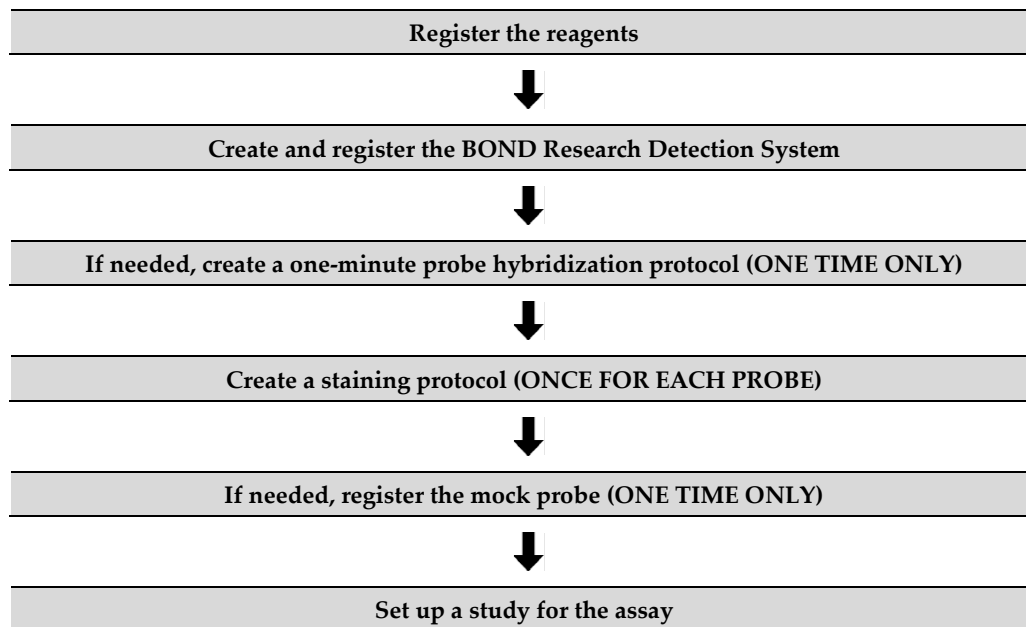 Register the reagents
Create and register the BOND Research Detection System
If needed, create a one-minute probe hybridization protocol (ONE TIME ONLY)
Create a staining protocol (ONCE FOR EACH PROBE)
If needed, register the mock probe (ONE TIME ONLY)
Set up a study for the assay